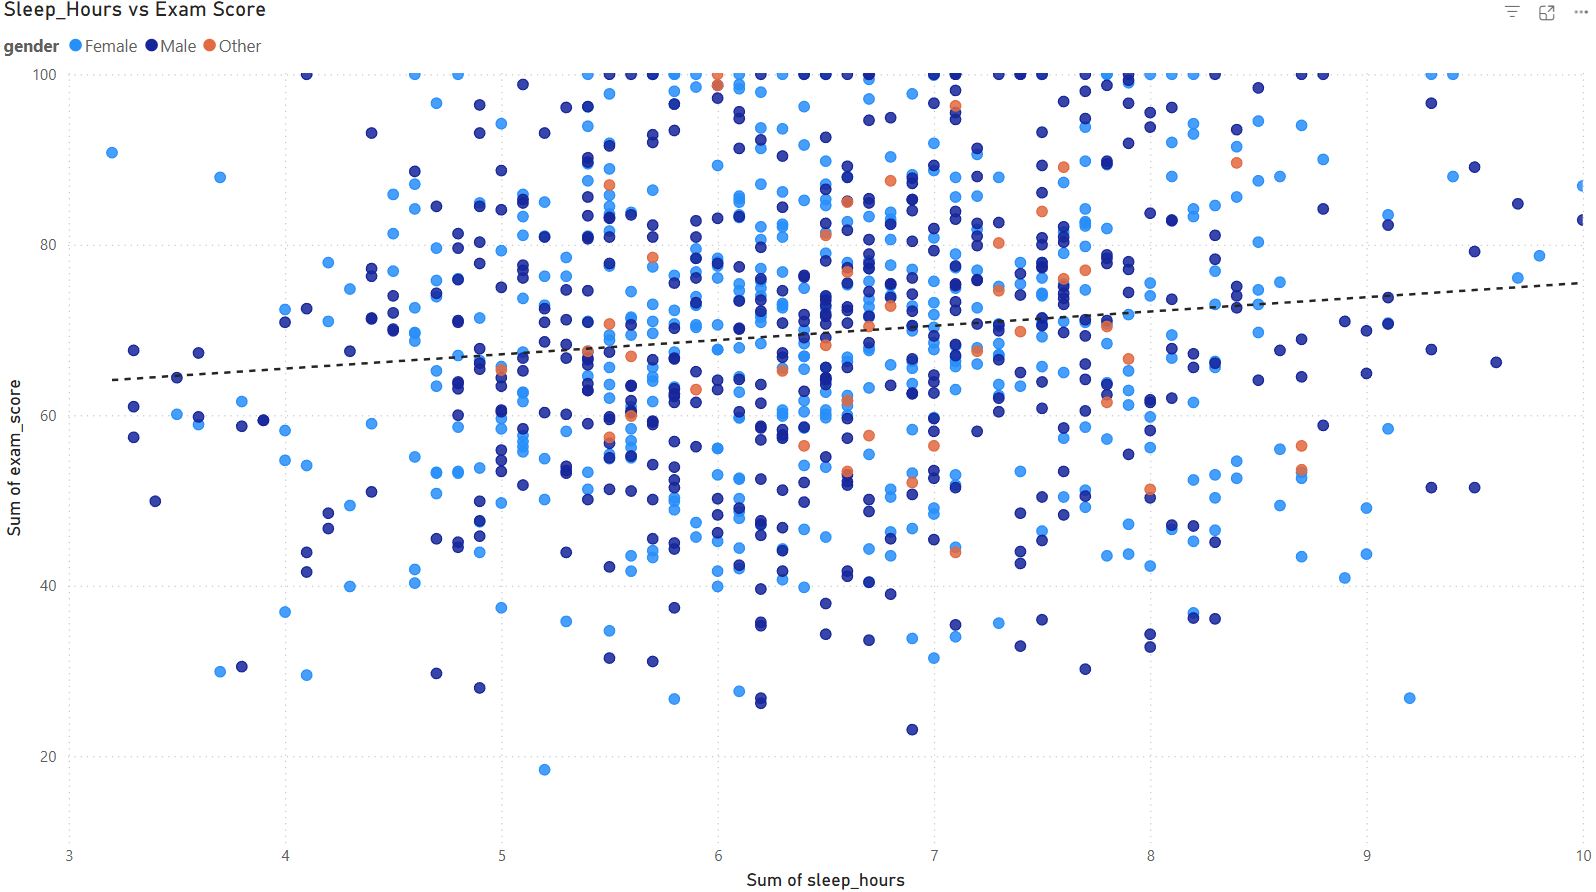 Sleep_Hours vs Exam Score
gender Female Male Other
100
80
60
40
20
Sum of exam_score
3 4 5 6 7 8 9 10
Sum of sleep_hours